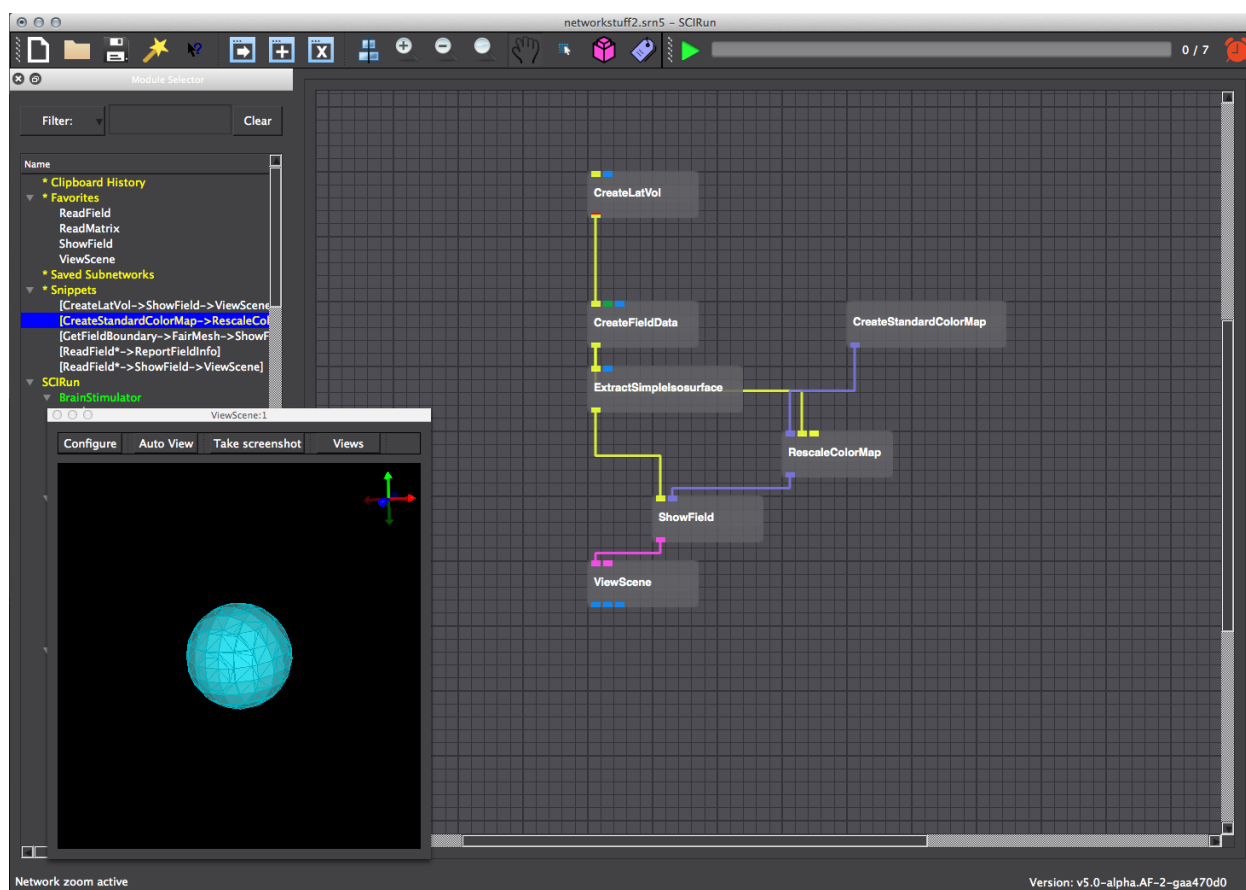 networkstuff2.srn5 – SCIRun
0 / 7
Module Selector
Filter:
Clear
Name
* Clipboard History
* Favorites
ReadField
ReadMatrix
ShowField
ViewScene
* Saved Subnetworks
* Snippets
[CreateLatVol->ShowField->ViewScene
[CreateStandardColorMap->RescaleCol
[GetFieldBoundary->FairMesh->ShowF
[ReadField*->ReportFieldInfo]
[ReadField*->ShowField->ViewScene]
SCIRun
BrainStimulator
ViewScene:1
Configure
Auto View
Take screenshot
Views
CreateLatVol
CreateFieldData
CreateStandardColorMap
ExtractSimpleIsosurface
RescaleColorMap
ShowField
ViewScene
Network zoom active
Version: v5.0-alpha.AF-2-gaa470d0